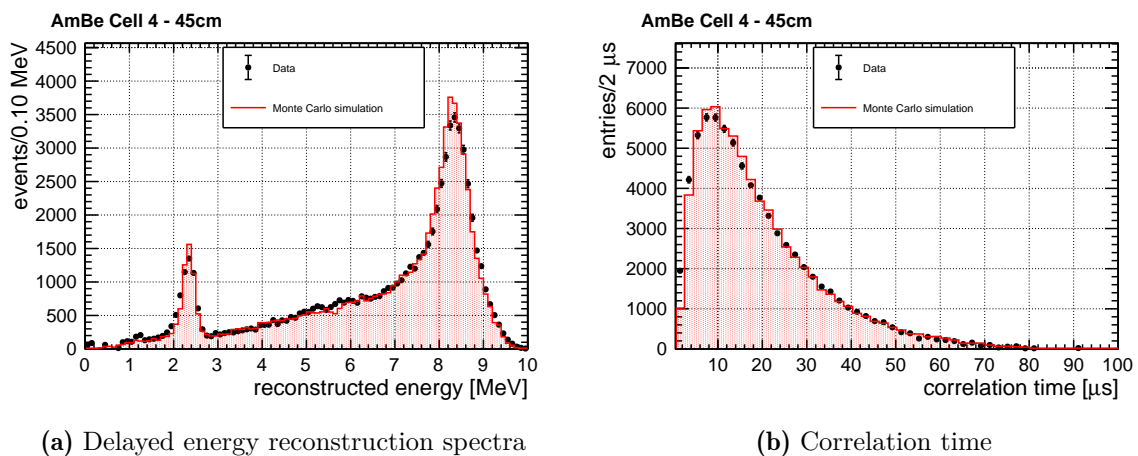 AmBe Cell 4 - 45cm
events/0.10 MeV
4500
4000
3500
3000
2500
2000
1500
1000
500
0
Data
Monte Carlo simulation
0 1 2 3 4 5 6 7 8 9 10
reconstructed energy [MeV]
(a) Delayed energy reconstruction spectra
AmBe Cell 4 - 45cm
entries/2 μs
7000
6000
5000
4000
3000
2000
1000
0
Data
Monte Carlo simulation
10 20 30 40 50 60 70 80 90 100
correlation time [μs]
(b) Correlation time